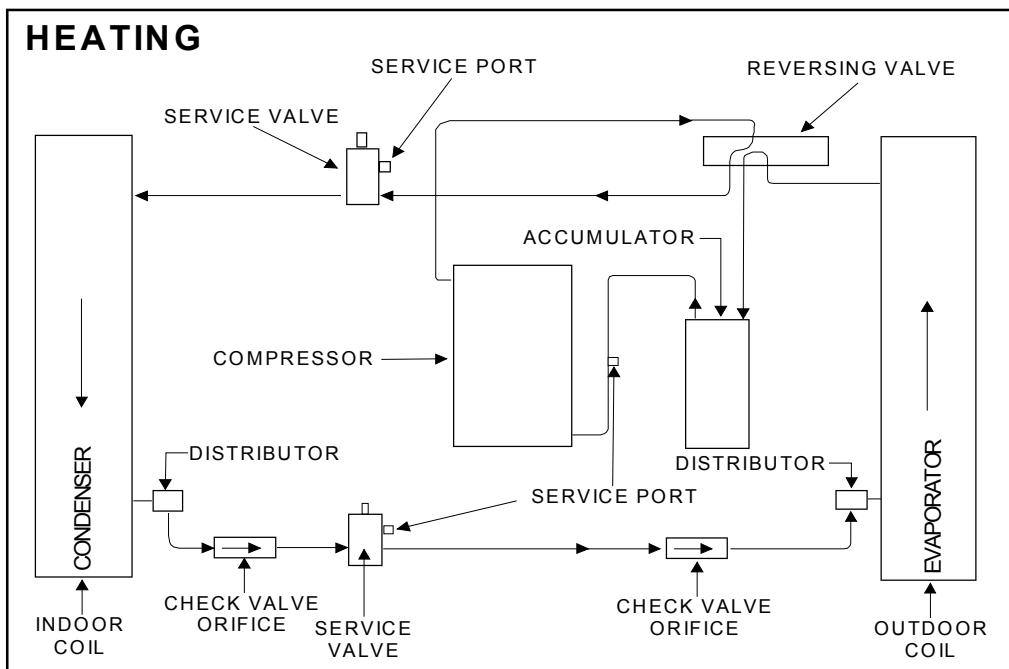 HEATING
SERVICE PORT
REVERSING VALVE
SERVICE VALVE
ACCUMULATOR
COMPRESSOR
CONDENSER
EVAPORATOR
DISTRIBUTOR
DISTRIBUTOR
SERVICE PORT
INDOOR
COIL
CHECK VALVE
ORIFICE
SERVICE
VALVE
CHECK VALVE
ORIFICE
OUTDOOR
COIL